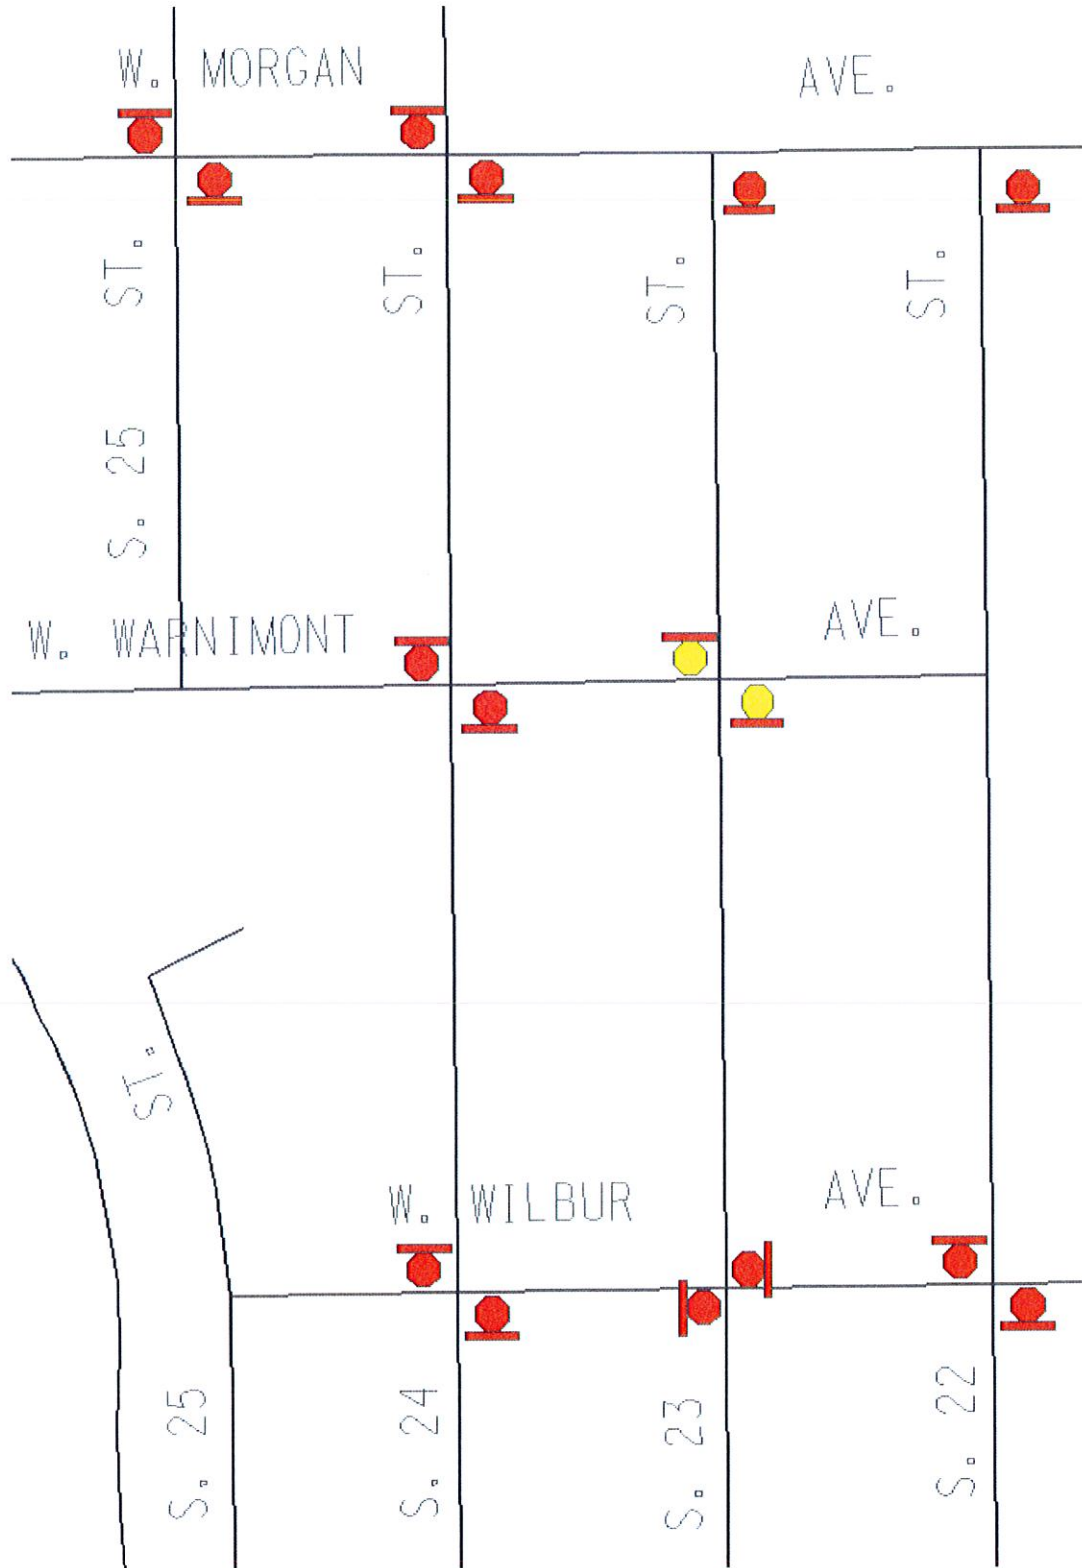 W. MORGAN AVE.
S. 25 ST.
ST.
ST.
ST.
W. WARNIMONT AVE.
ST.
W. WILBUR AVE.
S. 25
S. 24
S. 23
S. 22